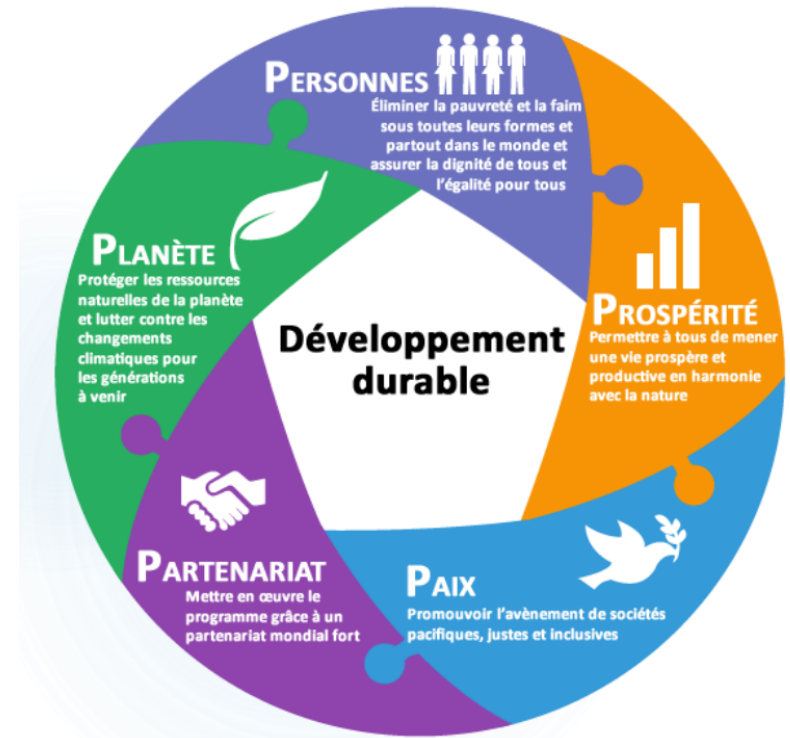 PERSONNES
Éliminer la pauvreté et la faim
sous toutes leurs formes et
partout dans le monde et
assurer la dignité de tous et
l'égalité pour tous
PROSPÉRITÉ
Permettre à tous de mener
une vie prospère et
productive en harmonie
avec la nature
PAIX
Promouvoir l'avènement de sociétés
pacifiques, justes et inclusives
PARTENARIAT
Mettre en œuvre le
programme grâce à un
partenariat mondial fort
PLANÈTE
Protéger les ressources
naturelles de la planète
et lutter contre les
changements
climatiques pour
les générations
à venir
Développement
durable